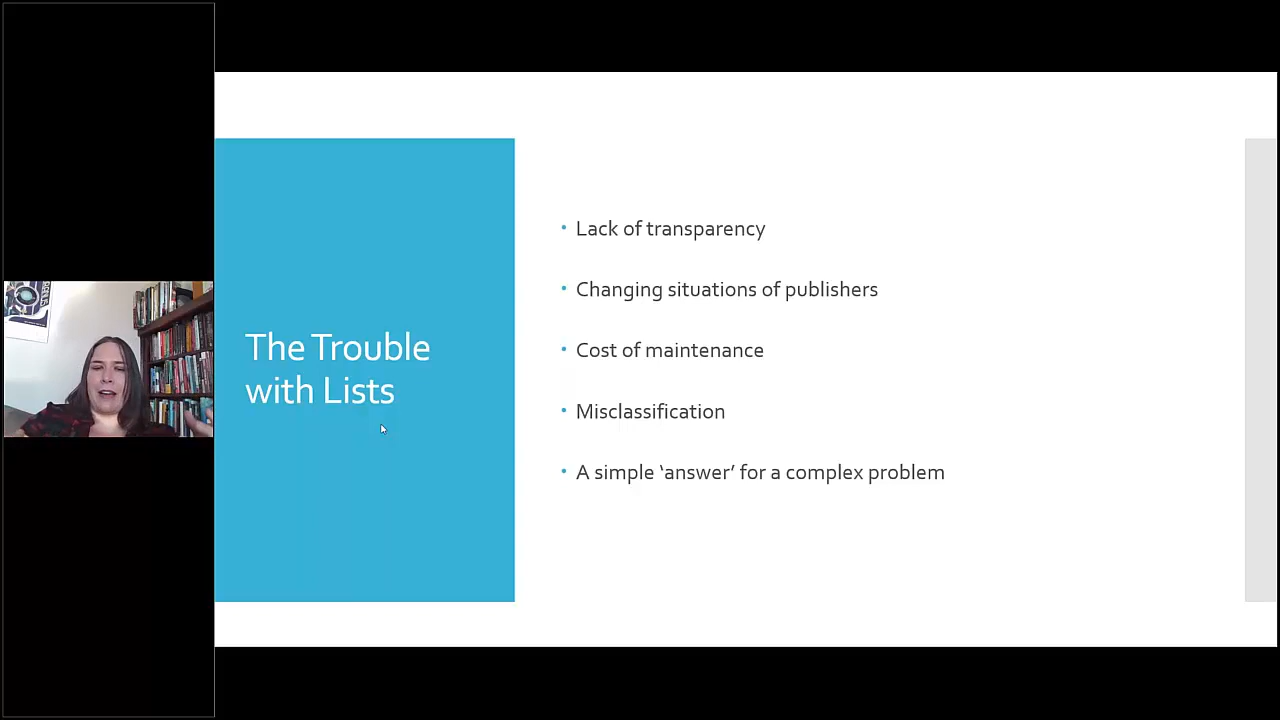 The Trouble
with Lists
• Lack of transparency
• Changing situations of publishers
• Cost of maintenance
• Misclassification
• A simple ‘answer’ for a complex problem